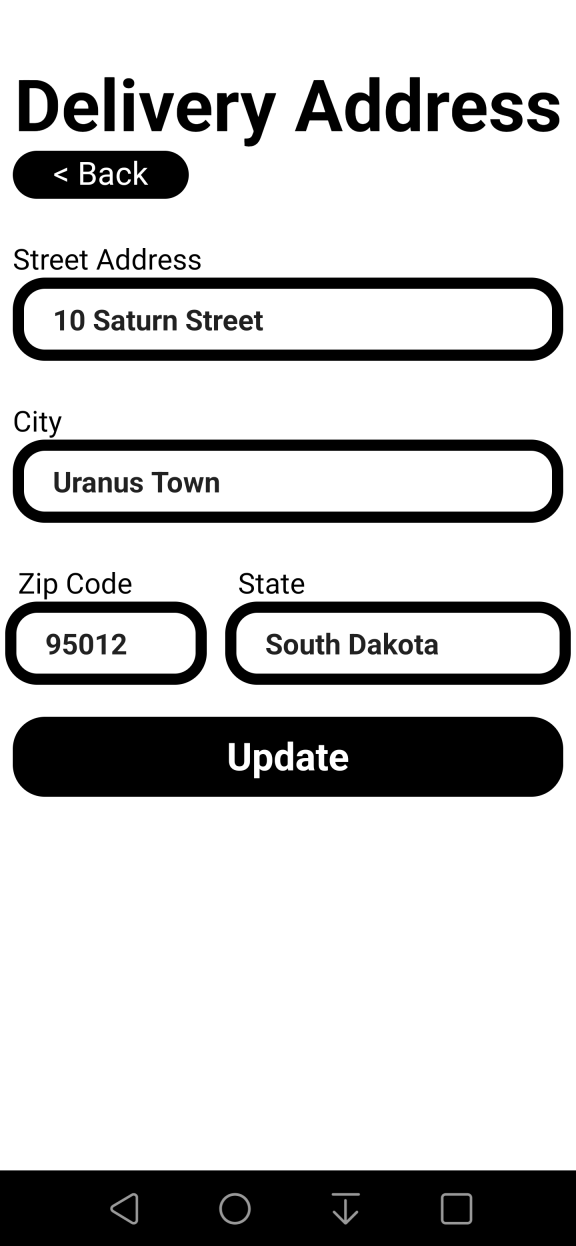 Delivery Address
< Back
Street Address
10 Saturn Street
City
Uranus Town
Zip Code State
95012 South Dakota
Update